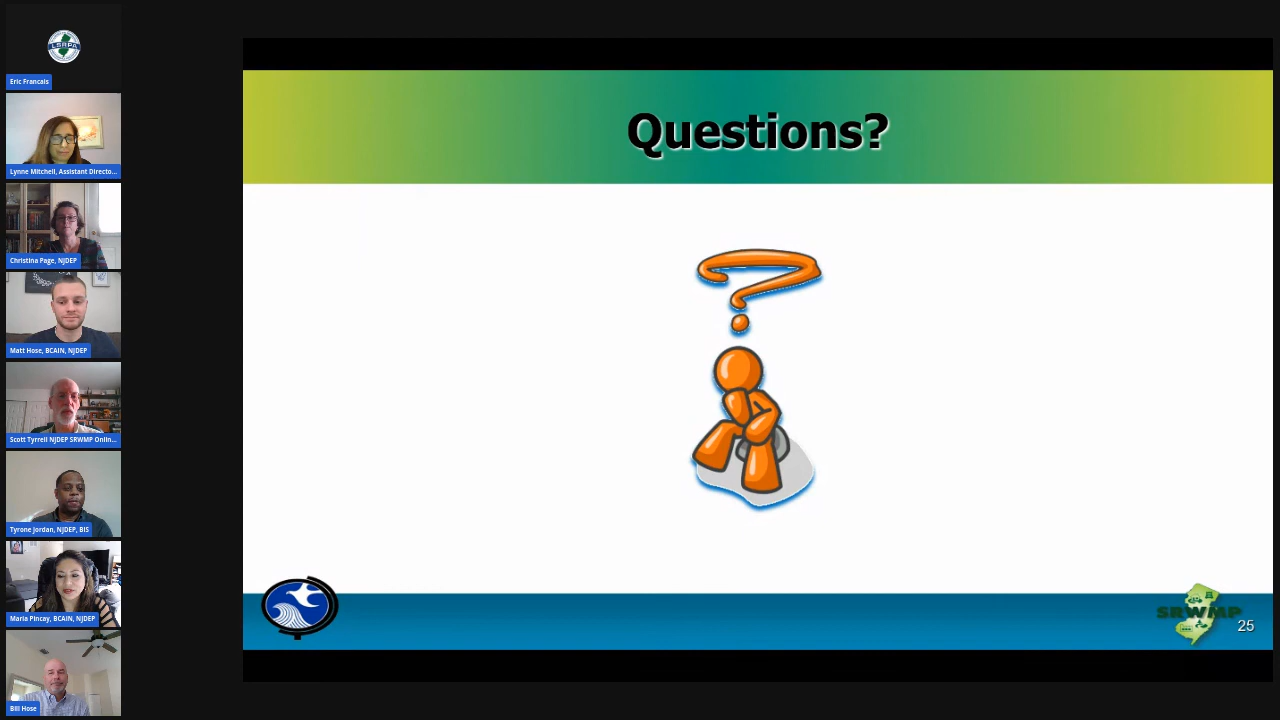 LSRPA
Eric Francais
Lynne Mitchell, Assistant Directo...
Christina Page, NJDEP
Matt Hose, BCAIN, NJDEP
Scott Tyrrell NJDEP SRWMP Onlin...
Tyrone Jordan, NJDEP, BIS
Maria Pincay, BCAIN, NJDEP
Bill Hose
Questions?
SRWMP
25